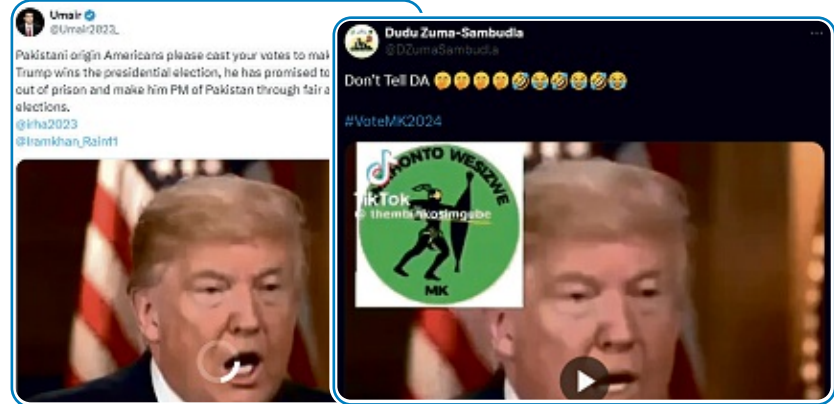 Umair
@Umair2023_
Pakistani origin Americans please cast your votes to mak
Trump wins the presidential election, he has promised to
out of prison and make him PM of Pakistan through fair a
elections.
@irha2023
@Iramkhan_Rain11
Dudu Zuma-Sambudla
@DZumaSambudla
Don't Tell DA 🤭🤭🤭🤭🤣😂🤣😂🤣😂
#VoteMK2024
HONTO WESIZWE
TikTok
@ thembinkosimgube
MK